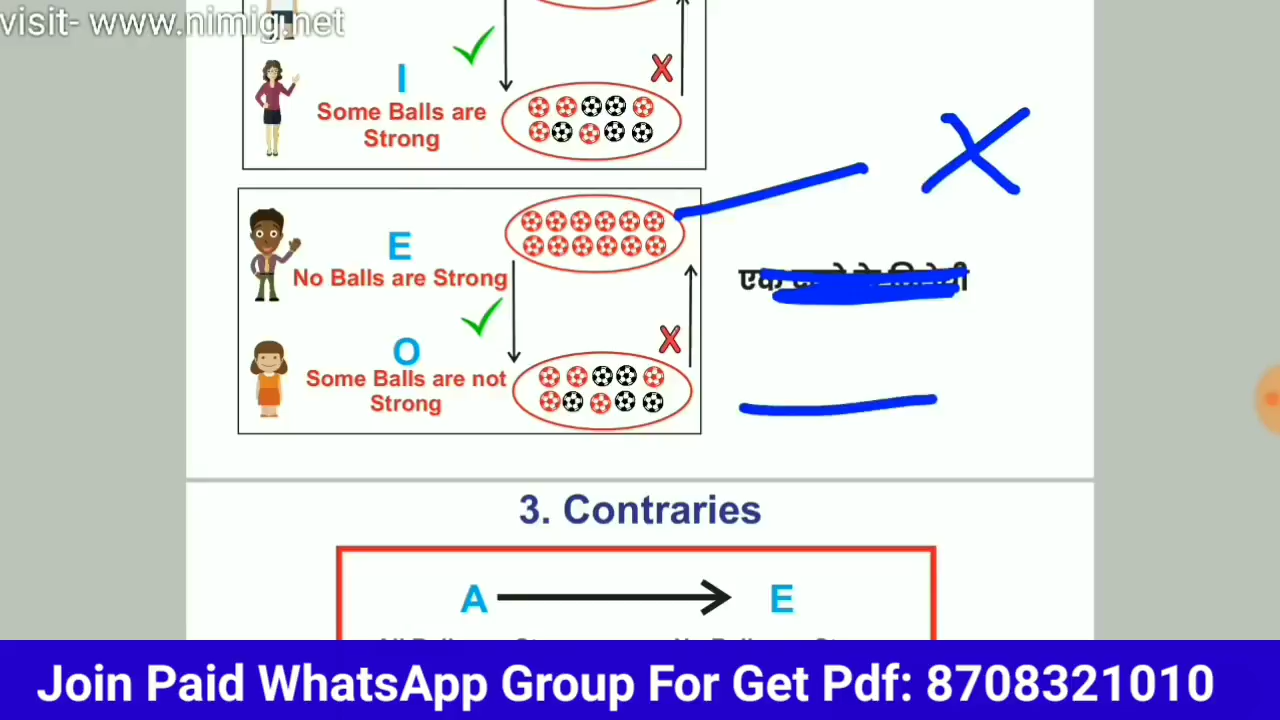 visit- www.nimig.net
I
Some Balls are
Strong
X
E
No Balls are Strong
X
O
Some Balls are not
Strong
3. Contraries
A
E
Join Paid WhatsApp Group For Get Pdf: 8708321010